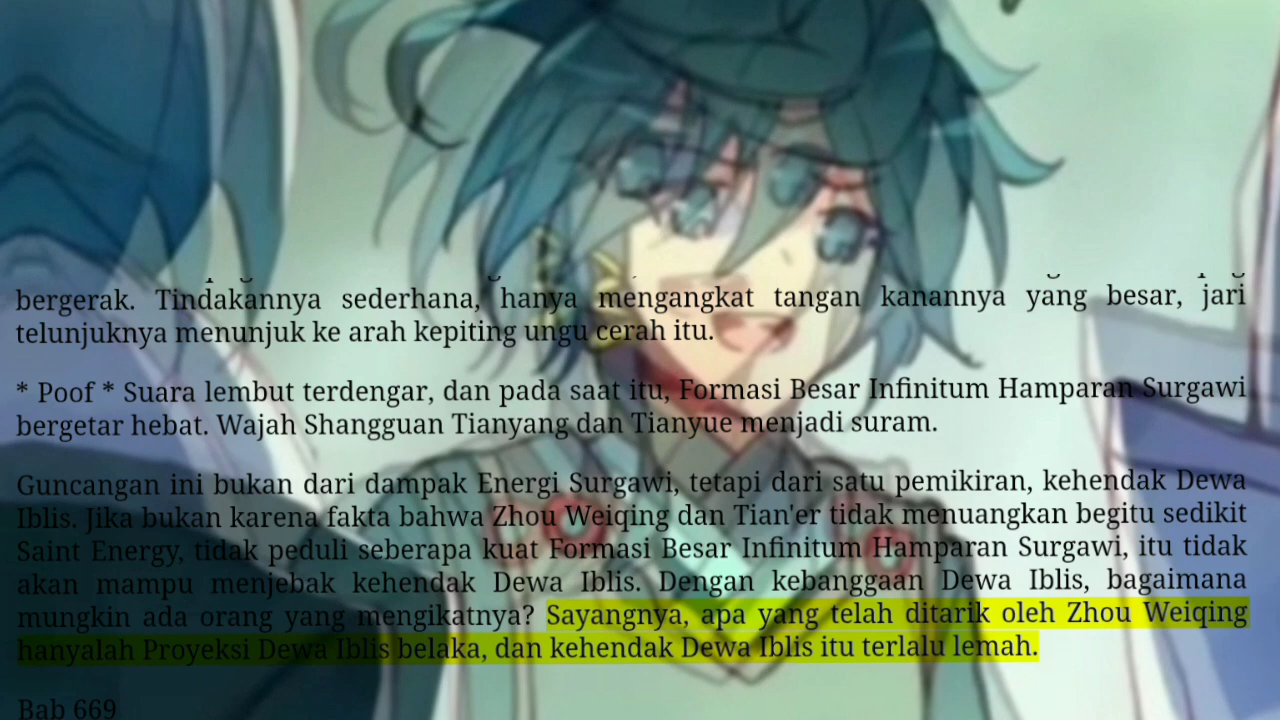 bergerak. Tindakannya sederhana, hanya mengangkat tangan kanannya yang besar, jari
telunjuknya menunjuk ke arah kepiting ungu cerah itu.
* Poof * Suara lembut terdengar, dan pada saat itu, Formasi Besar Infinitum Hamparan Surgawi
bergetar hebat. Wajah Shangguan Tianyang dan Tianyue menjadi suram.
Guncangan ini bukan dari dampak Energi Surgawi, tetapi dari satu pemikiran, kehendak Dewa
Iblis. Jika bukan karena fakta bahwa Zhou Weiqing dan Tian'er tidak menuangkan begitu sedikit
Saint Energy, tidak peduli seberapa kuat Formasi Besar Infinitum Hamparan Surgawi, itu tidak
akan mampu menjebak kehendak Dewa Iblis. Dengan kebanggaan Dewa Iblis, bagaimana
mungkin ada orang yang mengikatnya? Sayangnya, apa yang telah ditarik oleh Zhou Weiqing
hanyalah Proyeksi Dewa Iblis belaka, dan kehendak Dewa Iblis itu terlalu lemah.
Bab 669